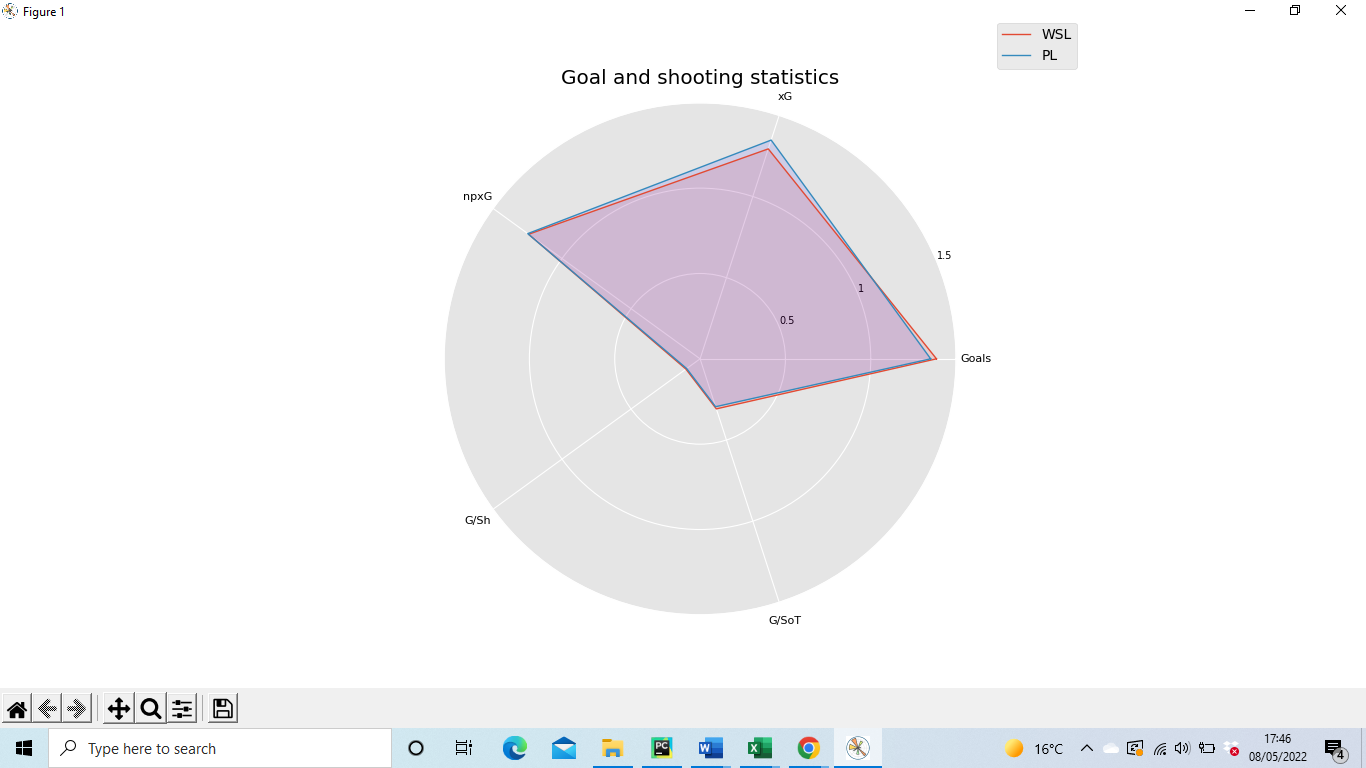 Figure 1
WSL
PL
Goal and shooting statistics
xG
npxG
1.5
1
0.5
Goals
G/Sh
G/SoT
Type here to search
PC
W
X
16°C
17:46
08/05/2022
4